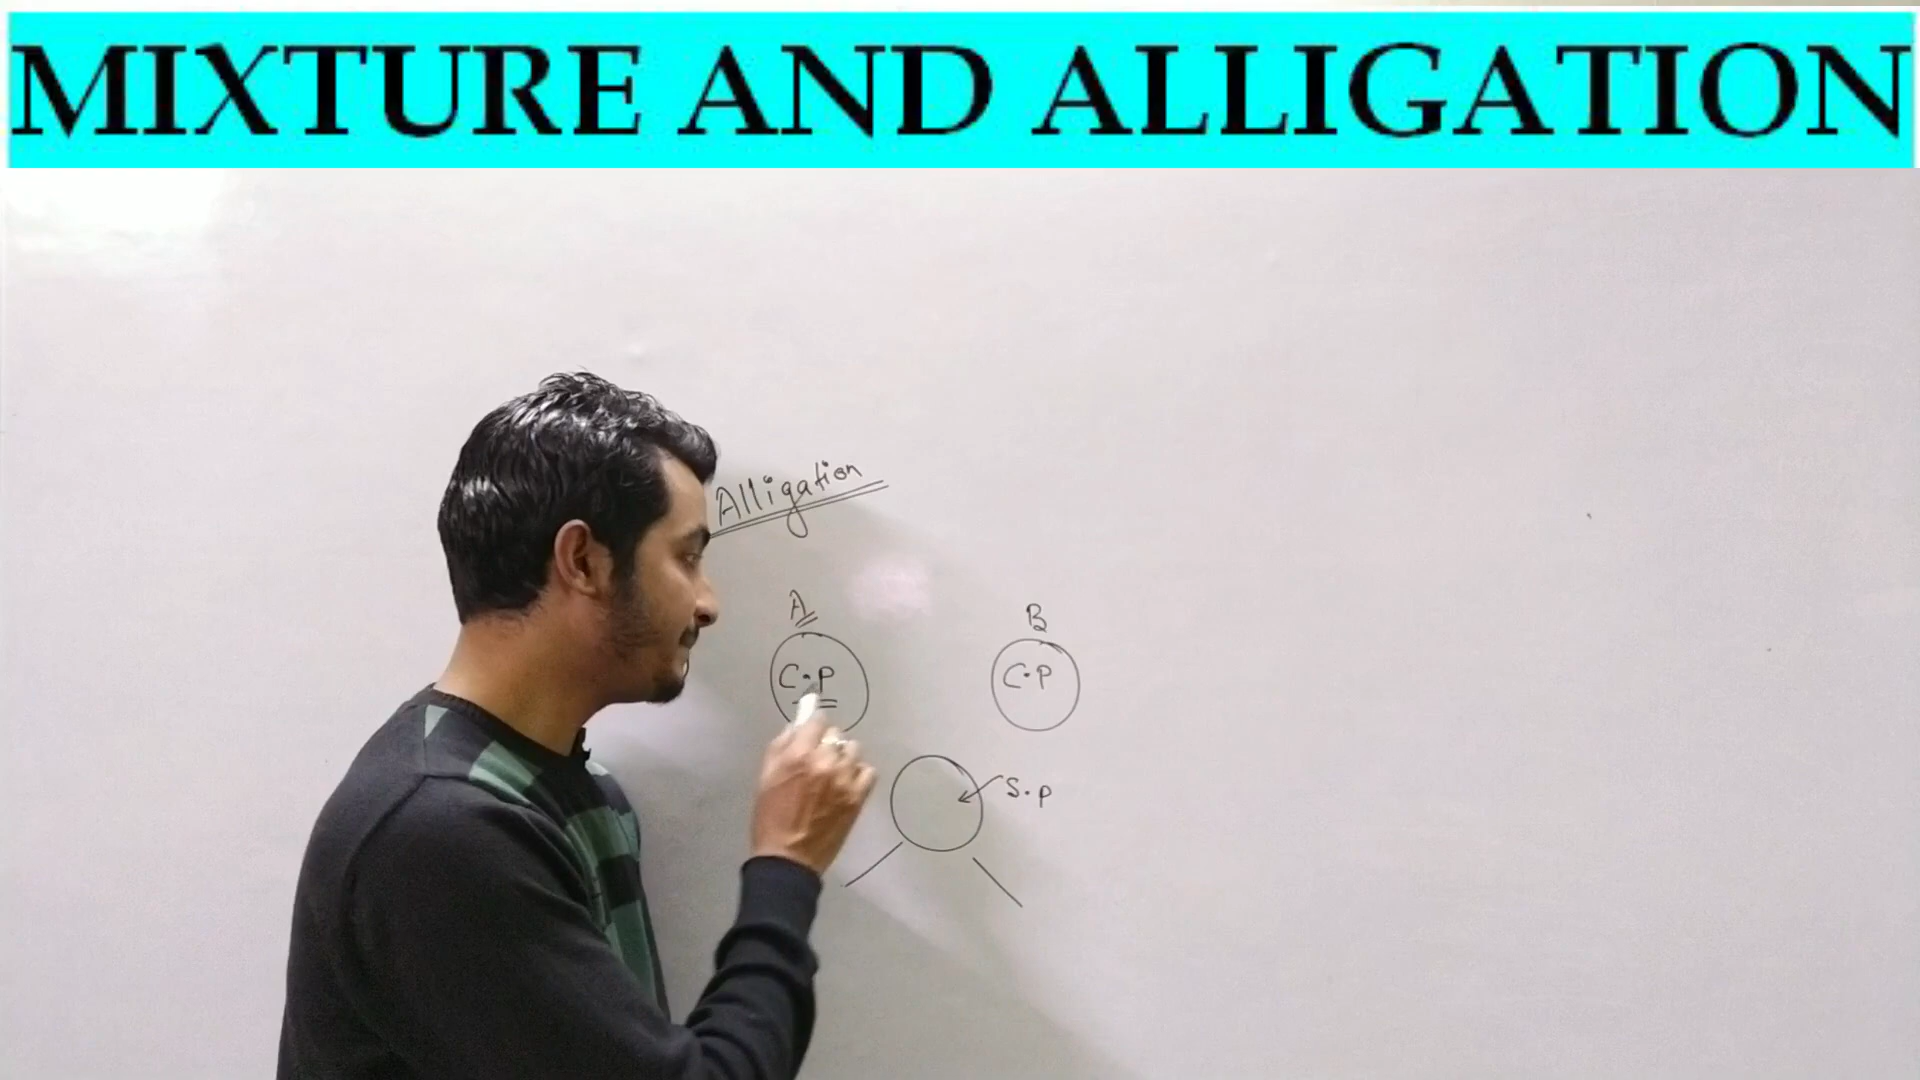 MIXTURE AND ALLIGATION
Alligation
A B
C.P C.P
S.P